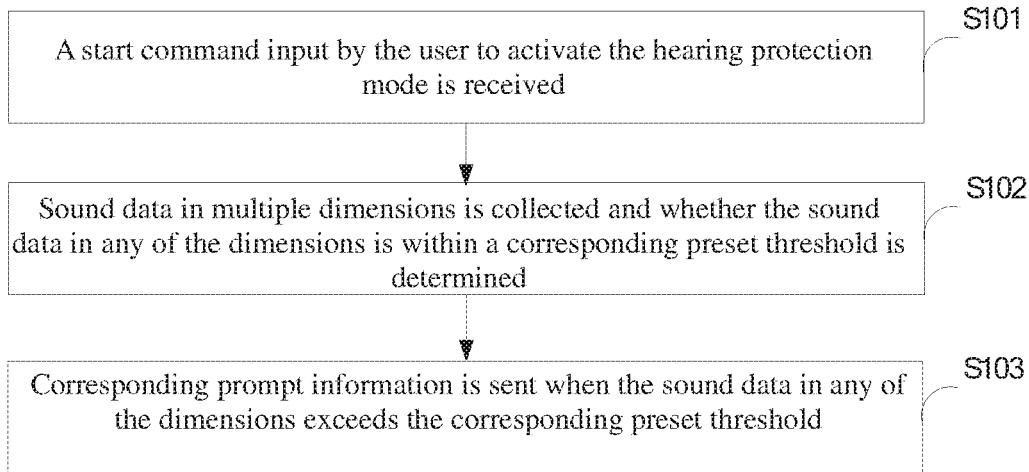 S101
A start command input by the user to activate the hearing protection
mode is received
S102
Sound data in multiple dimensions is collected and whether the sound
data in any of the dimensions is within a corresponding preset threshold is
determined
S103
Corresponding prompt information is sent when the sound data in any of
the dimensions exceeds the corresponding preset threshold